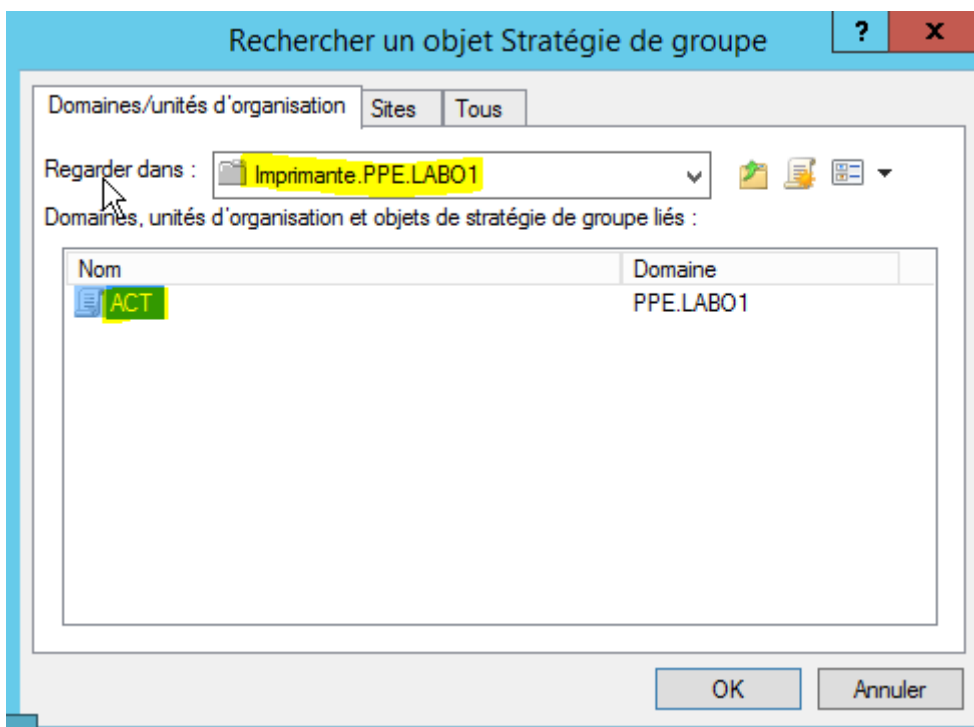 Rechercher un objet Stratégie de groupe
? x
Domaines/unités d'organisation Sites Tous
Regarder dans : Imprimante.PPE.LABO1
Domaines, unités d'organisation et objets de stratégie de groupe liés :
Nom Domaine
ACT PPE.LABO1
OK Annuler